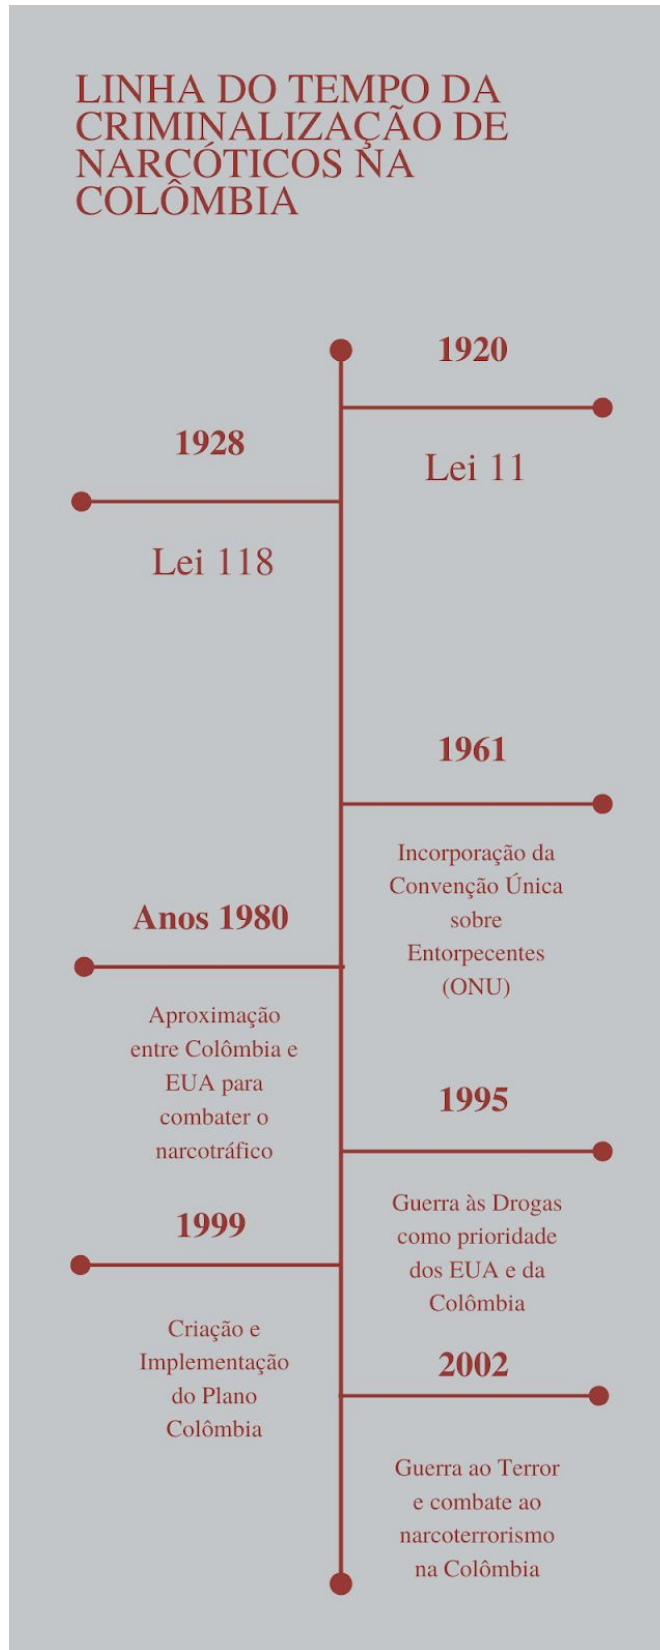 LINHA DO TEMPO DA
CRIMINALIZAÇÃO DE
NARCÓTICOS NA
COLÔMBIA
1920
Lei 11
1928
Lei 118
1961
Incorporação da
Convenção Única
sobre
Entorpecentes
(ONU)
Anos 1980
Aproximação
entre Colômbia e
EUA para
combater o
narcotráfico
1995
Guerra às Drogas
como prioridade
dos EUA e da
Colômbia
1999
Criação e
Implementação
do Plano
Colômbia
2002
Guerra ao Terror
e combate ao
narcoterrorismo
na Colômbia